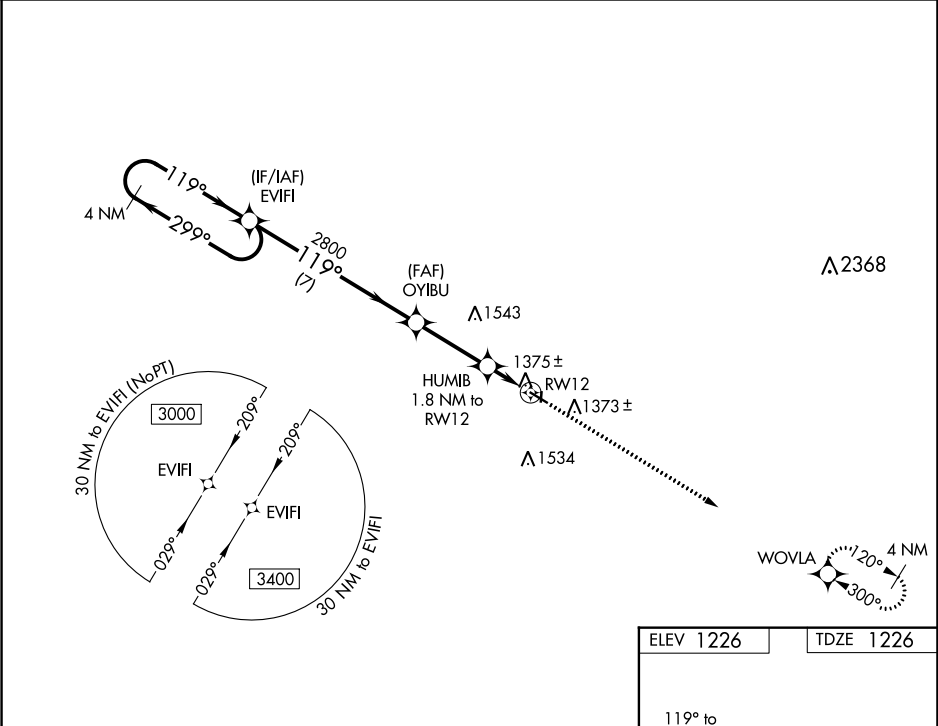 119°
4 NM
299°
(IF/IAF)
EVIFI
2800
119°
(7)
(FAF)
OYIBU
1543
2368
HUMIB
1.8 NM to
RW12
1375±
RW12
1373±
1534
30 NM to EVIFI (NoPT)
3000
209°
EVIFI
029°
209°
EVIFI
029°
3400
30 NM to EVIFI
WOVLA
120°
4 NM
300°
ELEV 1226
TDZE 1226
119° to